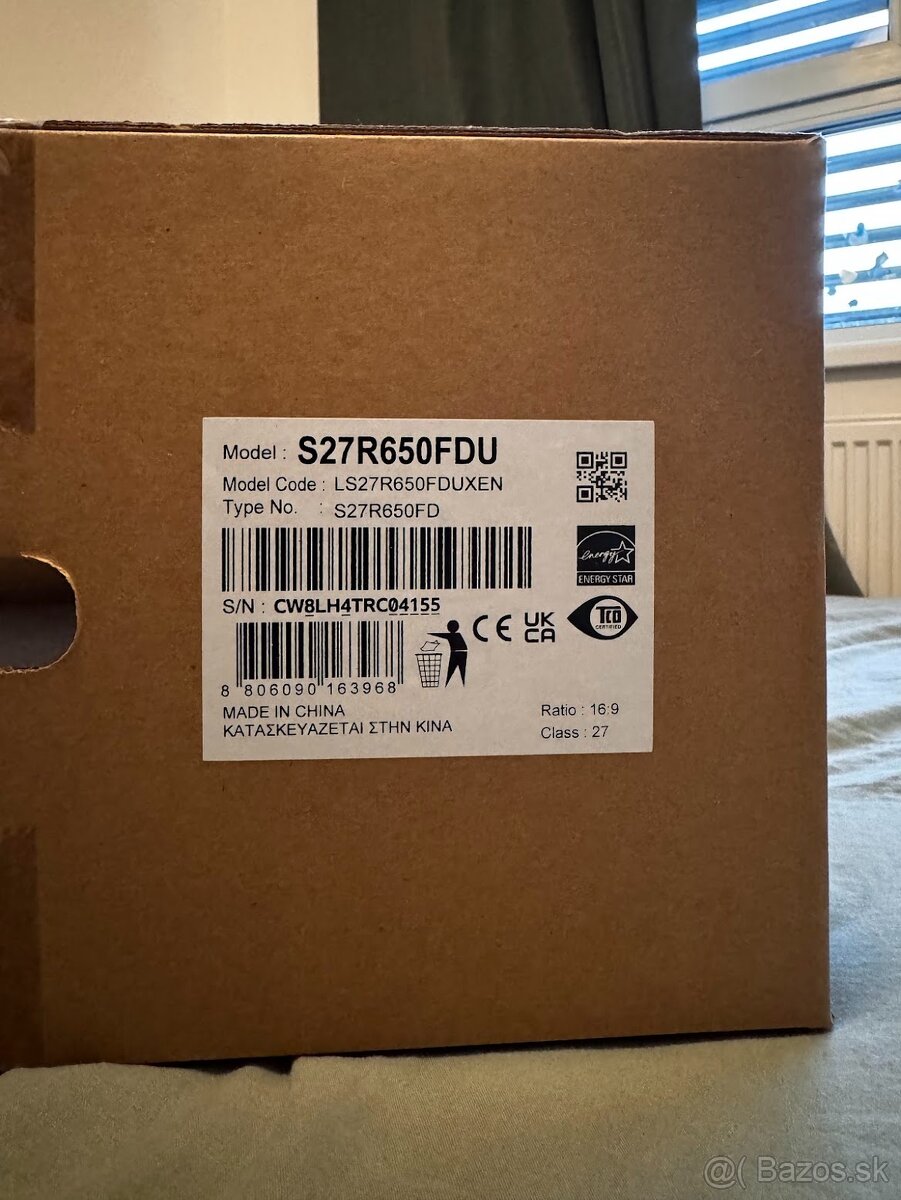 Model : S27R650FDU
Model Code : LS27R650FDUXEN
Type No. : S27R650FD
energy
ENERGY STAR
S/N : CW8LH4TRC04155
CE UK CA
TCO
CERTIFIED
8 806090 163968
MADE IN CHINA
ΚΑΤΑΣΚΕΥΑΖΕΤΑΙ ΣΤΗΝ ΚΙΝΑ
Ratio : 16:9
Class : 27
@( Bazos.sk